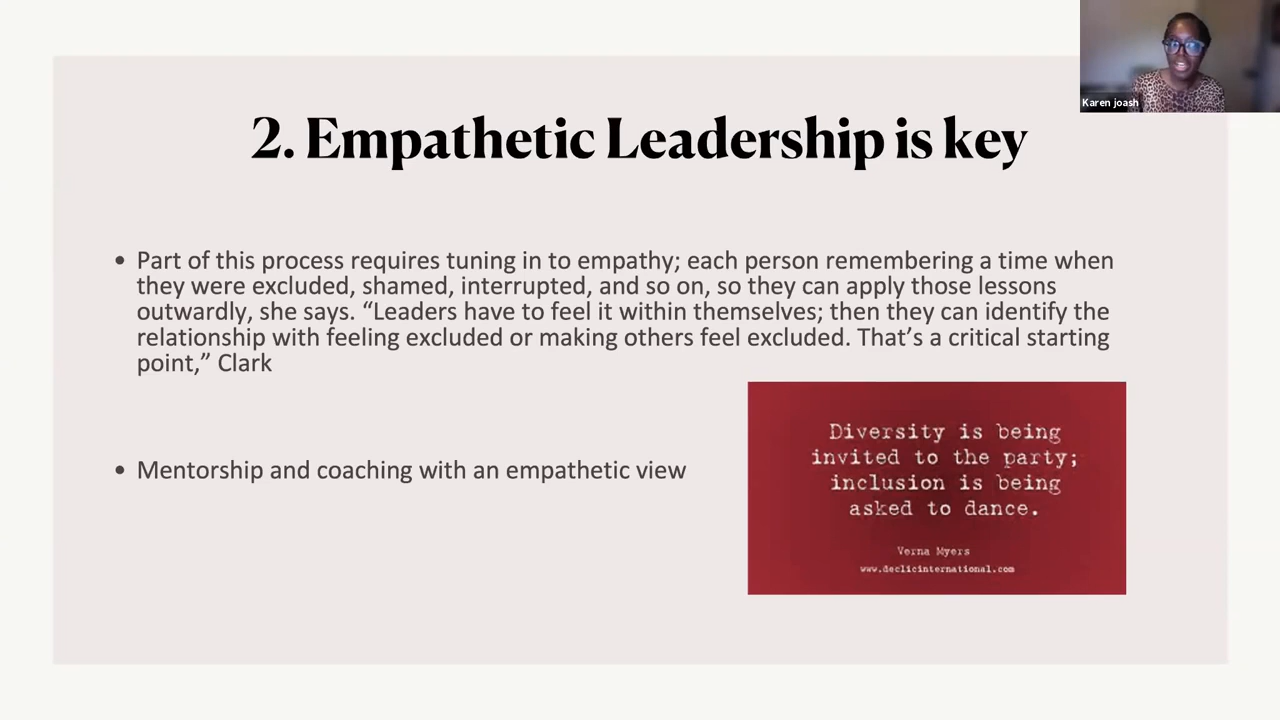 Karen joash
2. Empathetic Leadership is key
• Part of this process requires tuning in to empathy; each person remembering a time when
they were excluded, shamed, interrupted, and so on, so they can apply those lessons
outwardly, she says. “Leaders have to feel it within themselves; then they can identify the
relationship with feeling excluded or making others feel excluded. That’s a critical starting
point,” Clark
• Mentorship and coaching with an empathetic view
Diversity is being
invited to the party;
inclusion is being
asked to dance.
Verna Myers
www.declicinternational.com